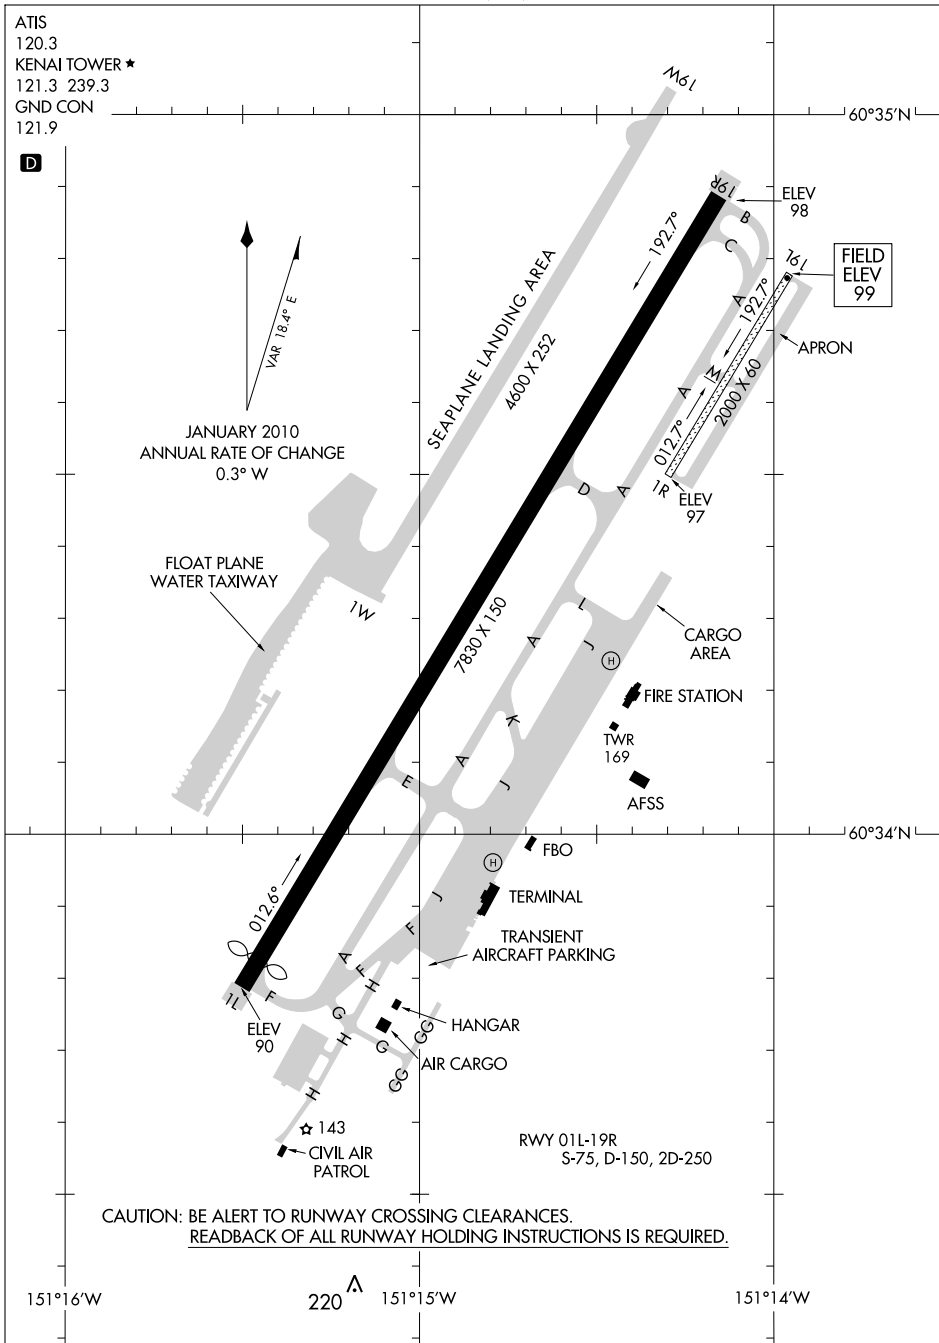 ATIS
120.3
KENAI TOWER
121.3 239.3
GND CON
121.9
D
19W
60°35'N
19R
ELEV
98
B
C
192.7°
19L
FIELD
ELEV
99
VAR 18.4° E
SEAPLANE LANDING AREA
4600 X 252
A
192.7°
APRON
M
A
2000 X 60
012.7°
JANUARY 2010
ANNUAL RATE OF CHANGE
0.3° W
1R
ELEV
97
D
A
FLOAT PLANE
WATER TAXIWAY
1W
7830 X 150
L
A
J
H
CARGO
AREA
FIRE STATION
K
TWR
169
A
E
J
AFSS
60°34'N
FBO
H
TERMINAL
J
012.6°
F
TRANSIENT
AIRCRAFT PARKING
A
F
H
F
1L
ELEV
90
G
H
HANGAR
G
GG
AIR CARGO
GG
H
143
CIVIL AIR
PATROL
RWY 01L-19R
S-75, D-150, 2D-250
CAUTION: BE ALERT TO RUNWAY CROSSING CLEARANCES.
READBACK OF ALL RUNWAY HOLDING INSTRUCTIONS IS REQUIRED.
151°16'W
220
151°15'W
151°14'W